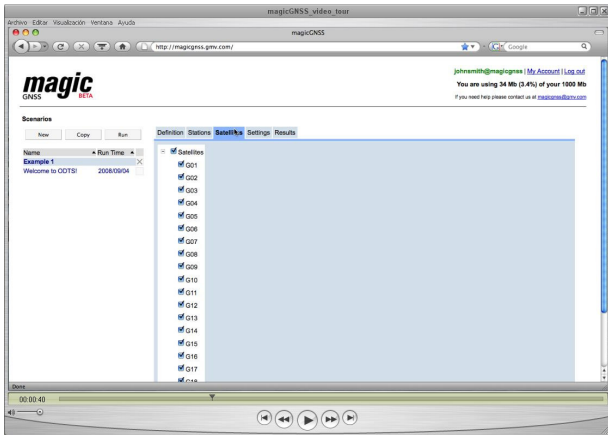 magicGNSS_video_tour
Archivo Editar Visualización Ventana Ayuda
magicGNSS
http://magicgnss.gmv.com/
Google
johnsmith@magicgnss | My Account | Log out
magic
GNSS BETA
You are using 34 Mb (3.4%) of your 1000 Mb
If you need help please contact us at magicgnss@gmv.com
Scenarios
New Copy Run
Definition Stations Satellites Settings Results
Name Run Time
Example 1
Welcome to ODTS! 2008/09/04
Satellites
G01
G02
G03
G04
G05
G06
G07
G08
G09
G10
G11
G12
G13
G14
G15
G16
G17
G18
Done
00:00:40